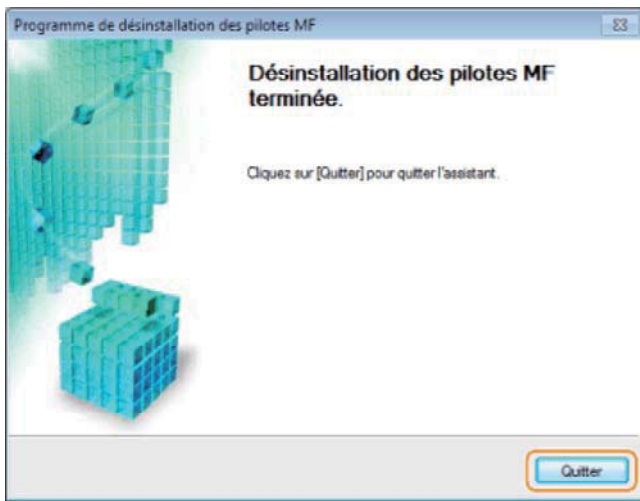 Programme de désinstallation des pilotes MF
Désinstallation des pilotes MF
terminée.
Cliquez sur [Quitter] pour quitter l'assistant.
Quitter